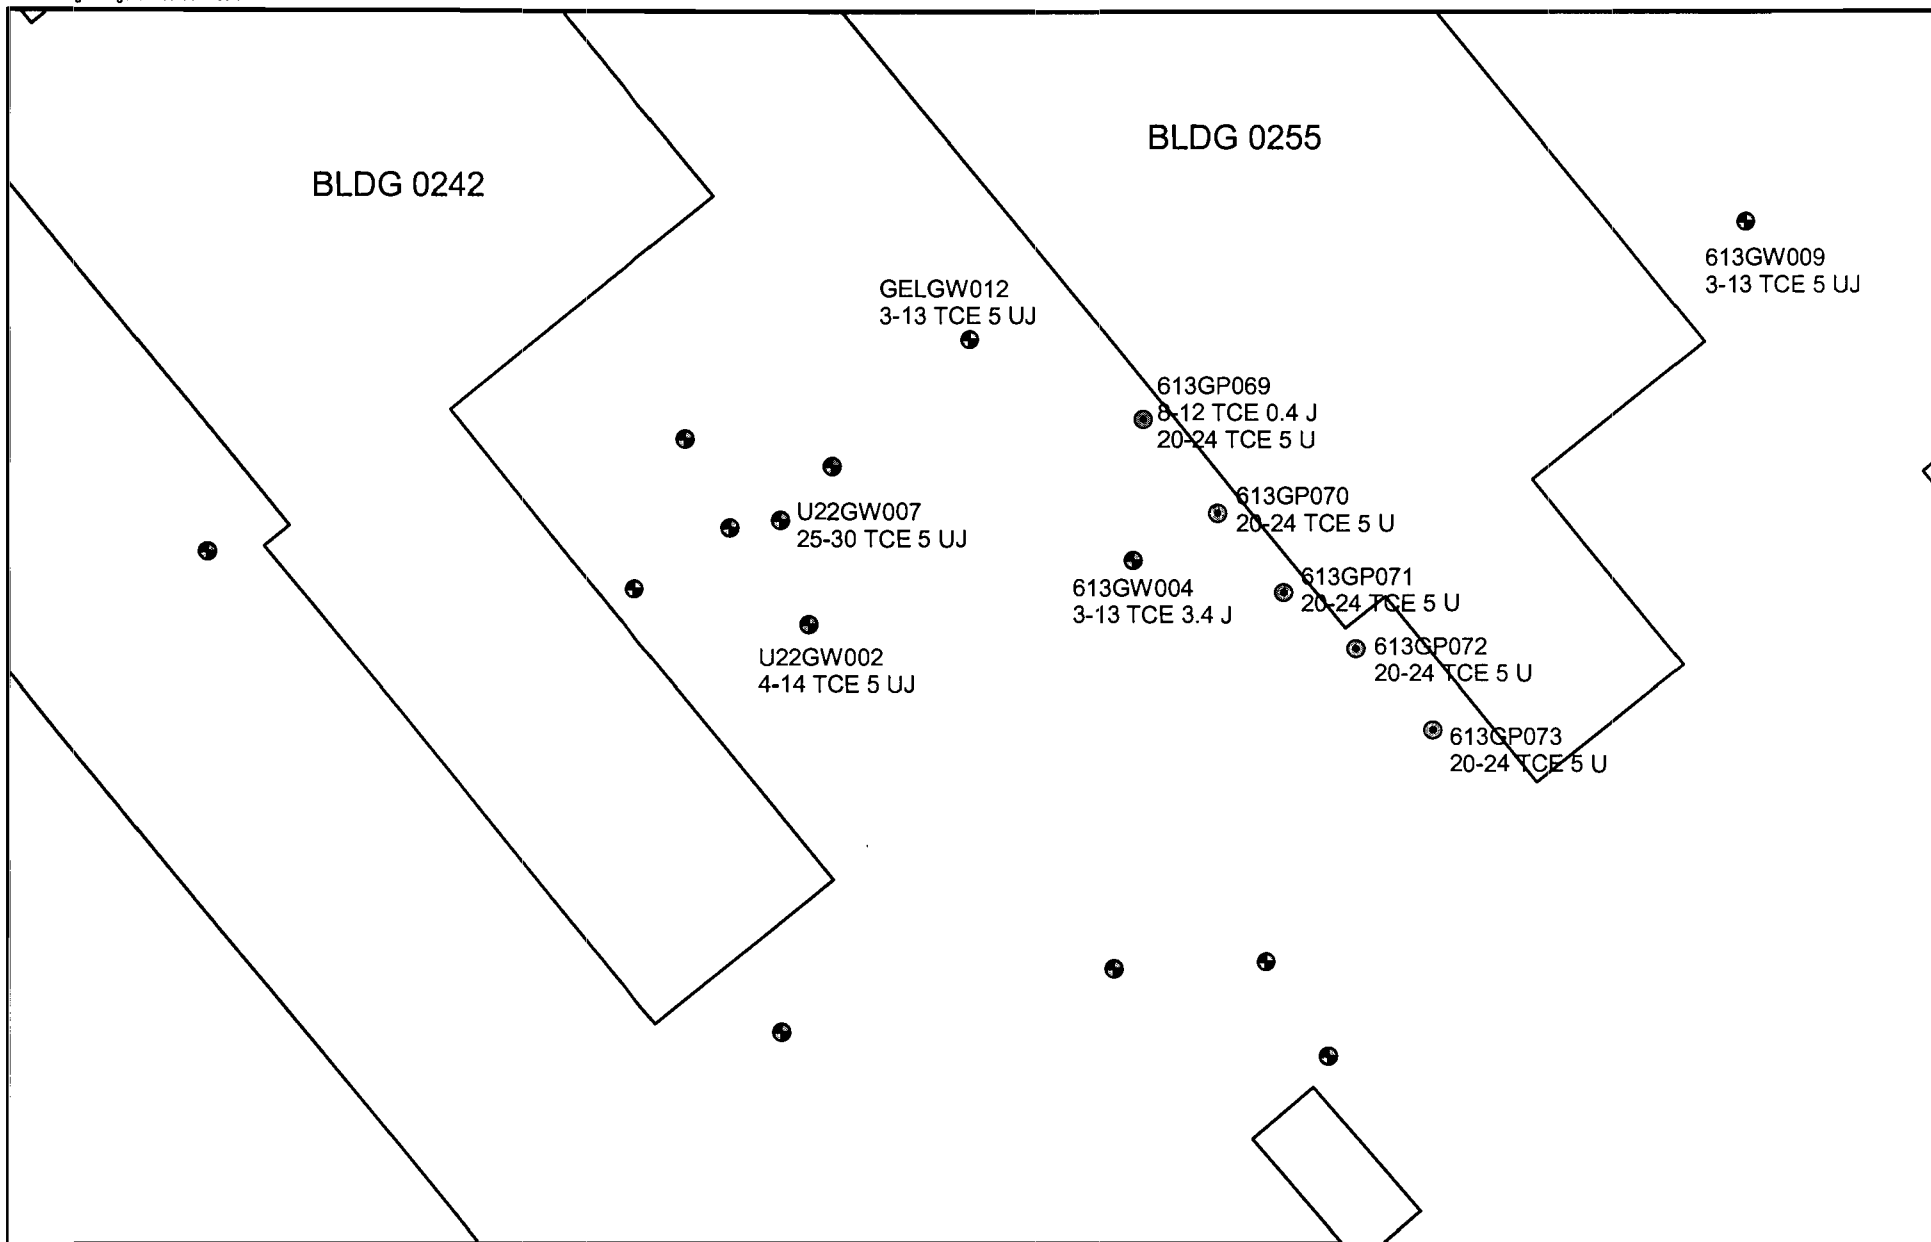 BLDG 0255
BLDG 0242
613GW009
3-13 TCE 5 UJ
GELGW012
3-13 TCE 5 UJ
613GP069
8-12 TCE 0.4 J
20-24 TCE 5 U
613GP070
20-24 TCE 5 U
U22GW007
25-30 TCE 5 UJ
613GP071
20-24 TCE 5 U
613GW004
3-13 TCE 3.4 J
613GP072
20-24 TCE 5 U
U22GW002
4-14 TCE 5 UJ
613GP073
20-24 TCE 5 U